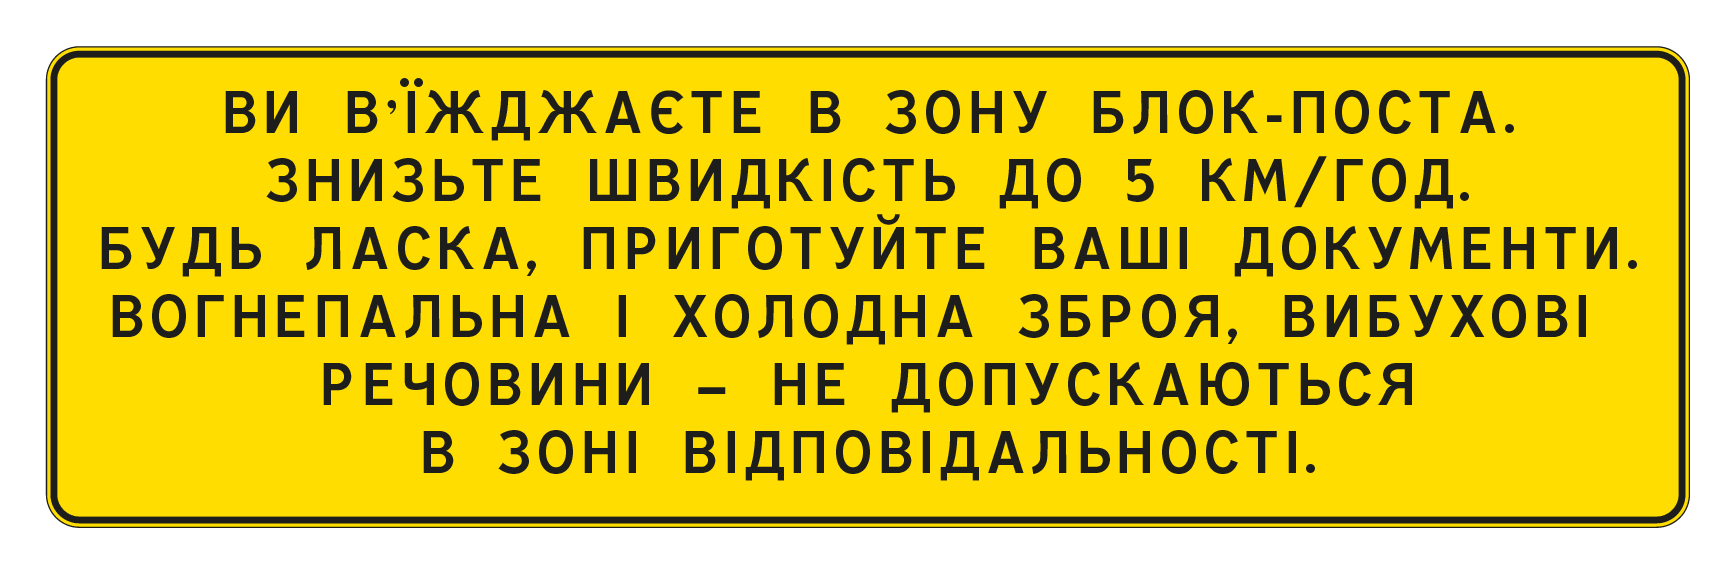 ВИ В’ЇЖДЖАЄТЕ В ЗОНУ БЛОК-ПОСТА.
ЗНИЗЬТЕ ШВИДКІСТЬ ДО 5 КМ/ГОД.
БУДЬ ЛАСКА, ПРИГОТУЙТЕ ВАШІ ДОКУМЕНТИ.
ВОГНЕПАЛЬНА І ХОЛОДНА ЗБРОЯ, ВИБУХОВІ
РЕЧОВИНИ – НЕ ДОПУСКАЮТЬСЯ
В ЗОНІ ВІДПОВІДАЛЬНОСТІ.